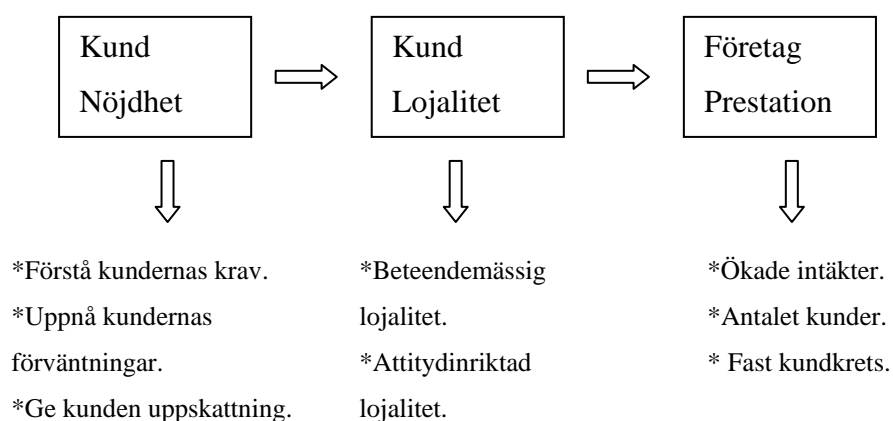 Kund
Nöjdhet
Kund
Lojalitet
Företag
Prestation
*Förstå kundernas krav.
*Uppnå kundernas
förväntningar.
*Ge kunden uppskattning.
*Beteendemässig
lojalitet.
*Attitydinriktad
lojalitet.
*Ökade intäkter.
*Antalet kunder.
* Fast kundkrets.